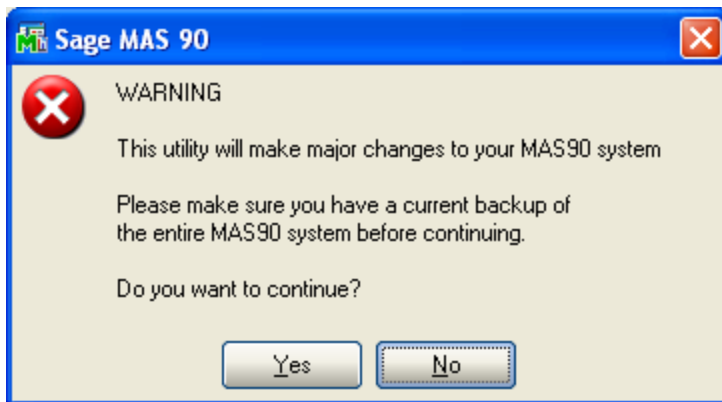 Sage MAS 90
WARNING
This utility will make major changes to your MAS90 system
Please make sure you have a current backup of
the entire MAS90 system before continuing.
Do you want to continue?
Yes
No